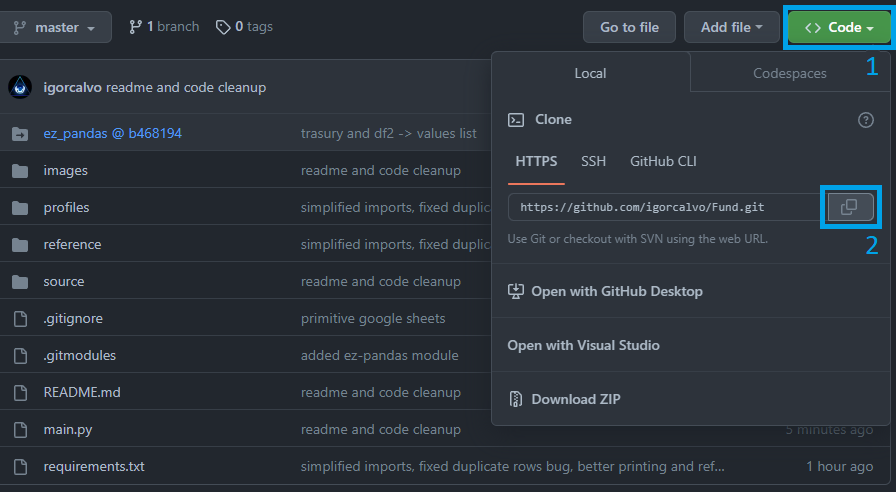 master 1 branch 0 tags Go to file Add file Code
1
Local Codespaces
igorcalvo readme and code cleanup
Clone
ez_pandas @ b468194 trasury and df2 -> values list
HTTPS SSH GitHub CLI
images readme and code cleanup
profiles simplified imports, fixed duplic
https://github.com/igorcalvo/Fund.git
2
reference simplified imports, fixed duplic
Use Git or checkout with SVN using the web URL.
source readme and code cleanup
Open with GitHub Desktop
.gitignore primitive google sheets
Open with Visual Studio
.gitmodules added ez-pandas module
README.md readme and code cleanup
Download ZIP
main.py readme and code cleanup 5 minutes ago
requirements.txt simplified imports, fixed duplicate rows bug, better printing and ref... 1 hour ago